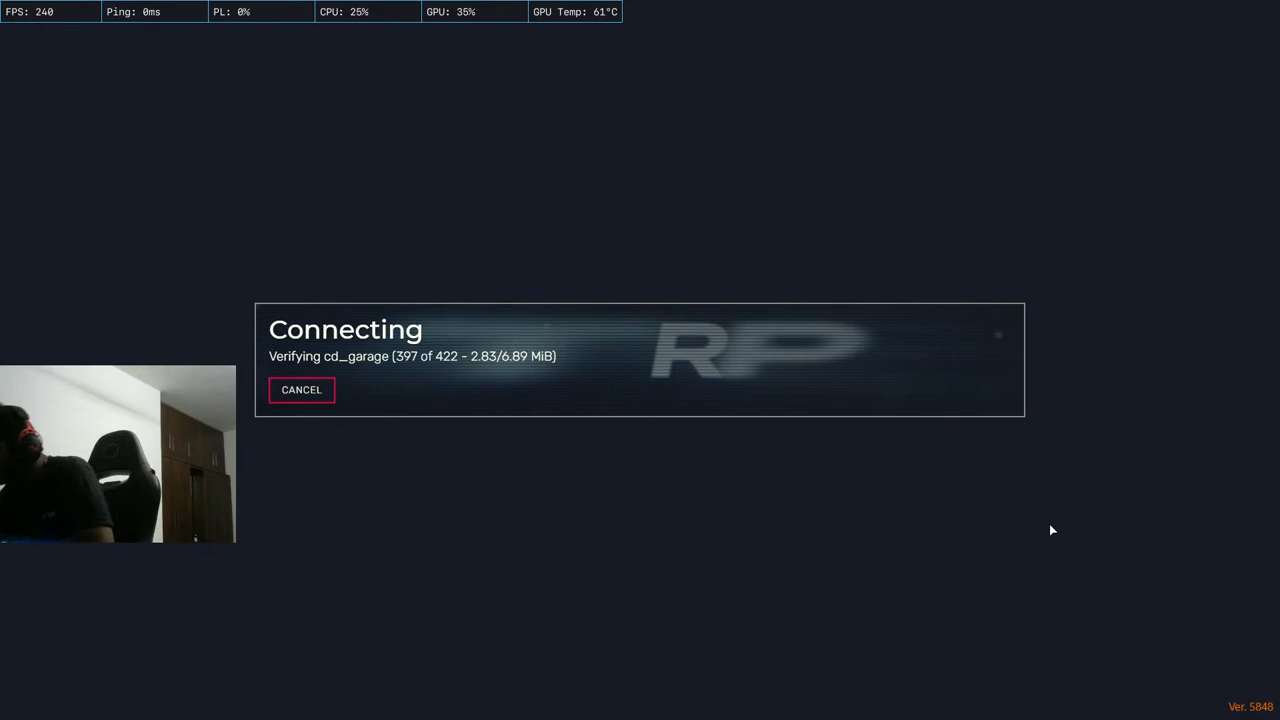 FPS: 240 Ping: 0ms PL: 0% CPU: 25% GPU: 35% GPU Temp: 61°C
RP
Connecting
Verifying cd_garage (397 of 422 - 2.83/6.89 MiB)
CANCEL
Ver. 5848